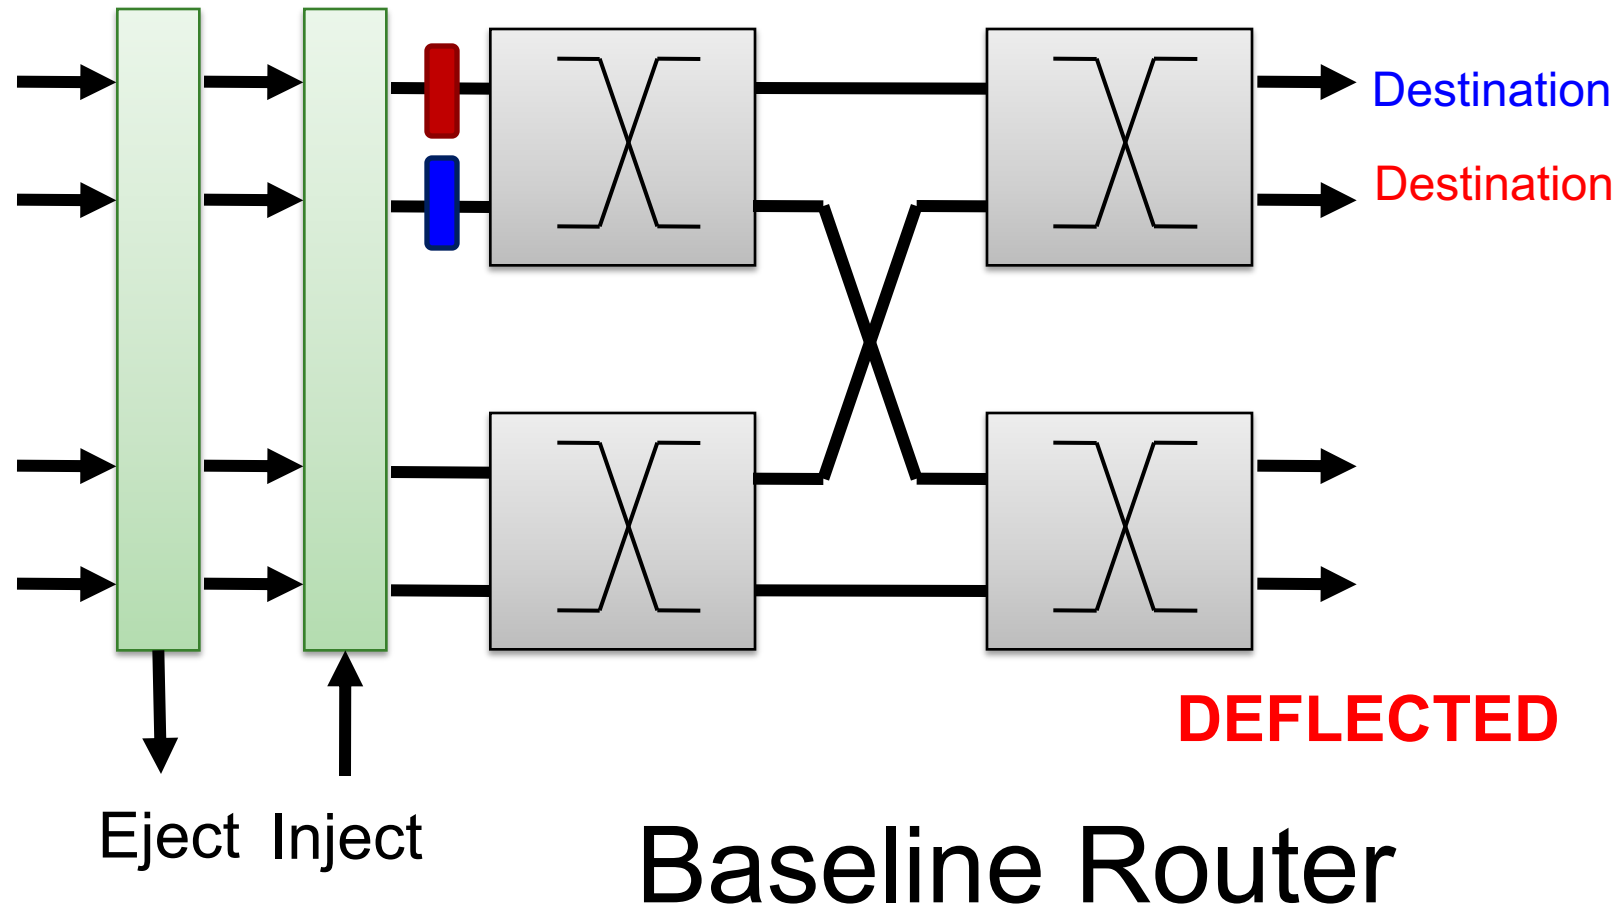 Destination
Destination
DEFLECTED
Eject Inject
Baseline Router